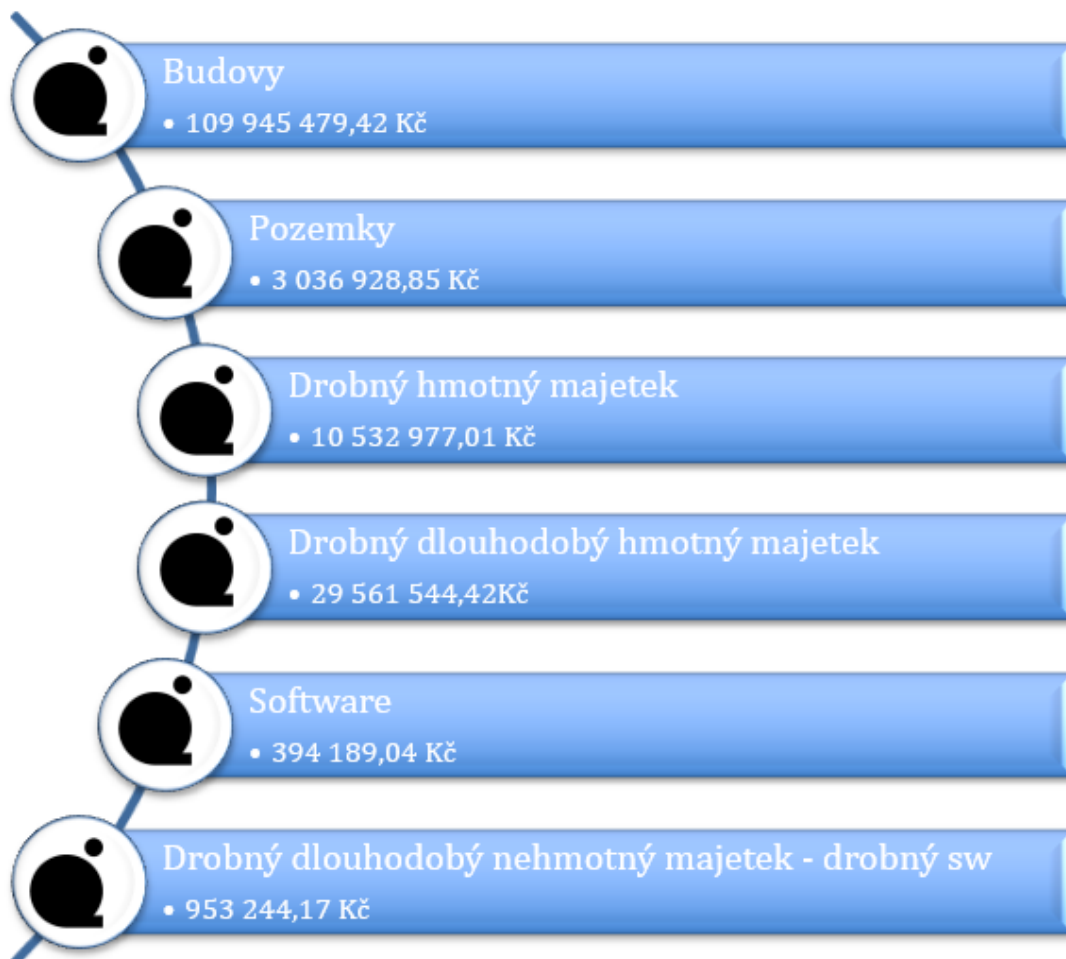 Budovy
• 109 945 479,42 Kč
Pozemky
• 3 036 928,85 Kč
Drobný hmotný majetek
• 10 532 977,01 Kč
Drobný dlouhodobý hmotný majetek
• 29 561 544,42Kč
Software
• 394 189,04 Kč
Drobný dlouhodobý nehmotný majetek - drobný sw
• 953 244,17 Kč